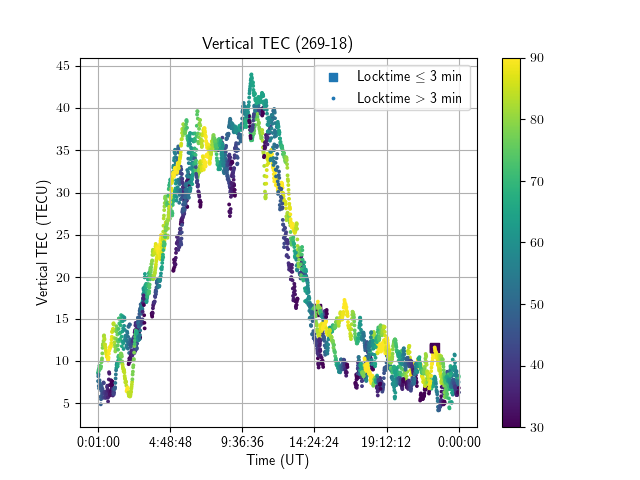 Vertical TEC (269-18)
Locktime ≤ 3 min
Locktime > 3 min
Vertical TEC (TECU)
45
40
35
30
25
20
15
10
5
0:01:00 4:48:48 9:36:36 14:24:24 19:12:12 0:00:00
Time (UT)
90
80
70
60
50
40
30